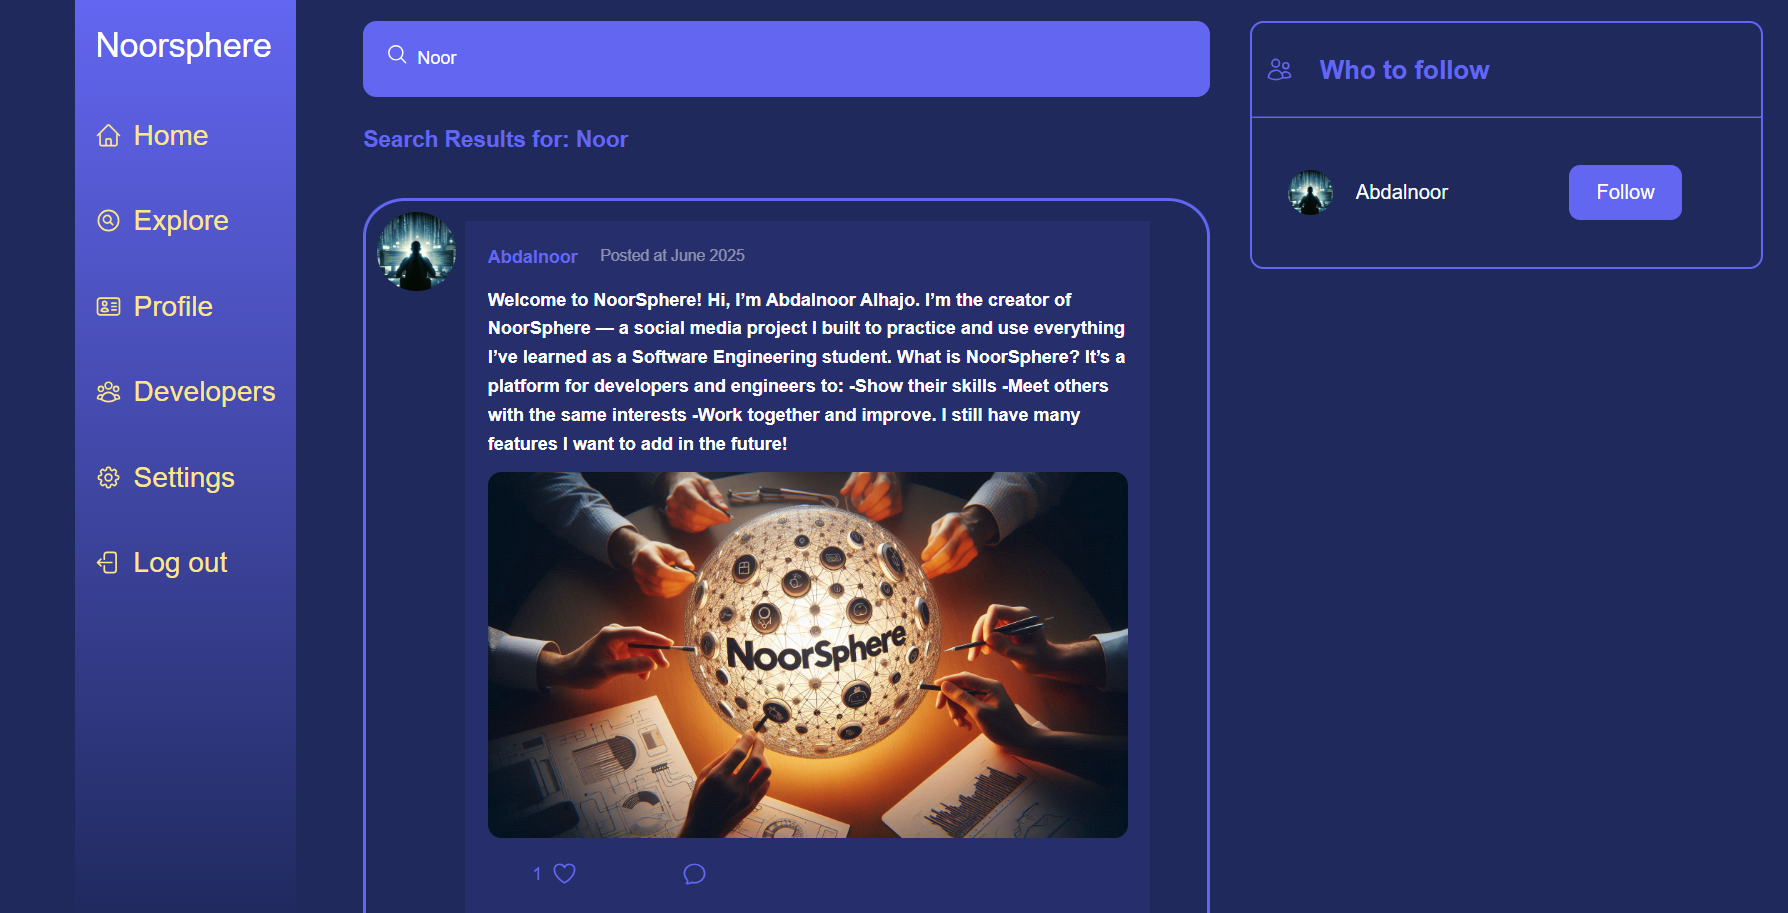 Noorsphere
Home
Explore
Profile
Developers
Settings
Log out
Noor
Search Results for: Noor
Abdalnoor Posted at June 2025
Welcome to NoorSphere! Hi, I’m Abdalnoor Alhajo. I’m the creator of
NoorSphere — a social media project I built to practice and use everything
I’ve learned as a Software Engineering student. What is NoorSphere? It’s a
platform for developers and engineers to: -Show their skills -Meet others
with the same interests -Work together and improve. I still have many
features I want to add in the future!
NoorSphere
1
Who to follow
Abdalnoor Follow